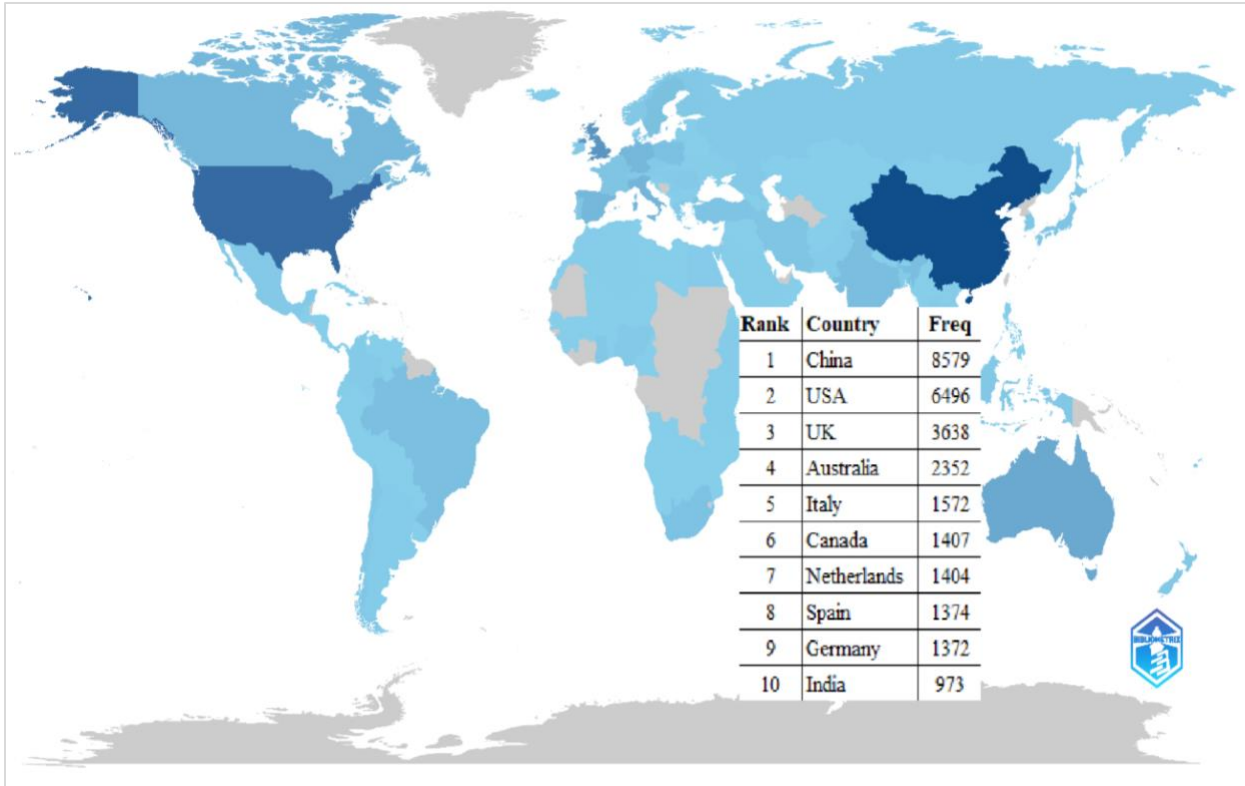 Rank Country Freq
1 China 8579
2 USA 6496
3 UK 3638
4 Australia 2352
5 Italy 1572
6 Canada 1407
7 Netherlands 1404
8 Spain 1374
9 Germany 1372
10 India 973
BIBLIOMETRIX